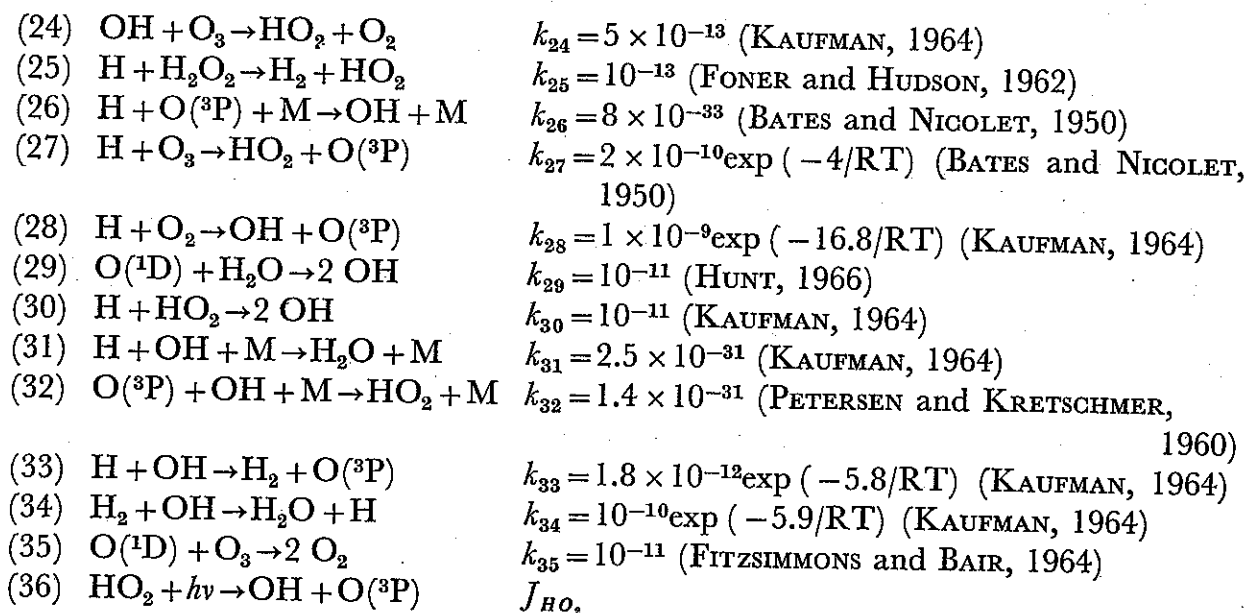 (24) OH + O₃→HO₂ + O₂ k₂₄ = 5 × 10⁻¹³ (KAUFMAN, 1964)
(25) H + H₂O₂→H₂ + HO₂ k₂₅ = 10⁻¹³ (FONER and HUDSON, 1962)
(26) H + O(³P) + M→OH + M k₂₆ = 8 × 10⁻³³ (BATES and NICOLET, 1950)
(27) H + O₃→HO₂ + O(³P) k₂₇ = 2 × 10⁻¹⁰exp (−4/RT) (BATES and NICOLET,
1950)
(28) H + O₂→OH + O(³P) k₂₈ = 1 × 10⁻⁹exp (−16.8/RT) (KAUFMAN, 1964)
(29) O(¹D) + H₂O→2 OH k₂₉ = 10⁻¹¹ (HUNT, 1966)
(30) H + HO₂→2 OH k₃₀ = 10⁻¹¹ (KAUFMAN, 1964)
(31) H + OH + M→H₂O + M k₃₁ = 2.5 × 10⁻³¹ (KAUFMAN, 1964)
(32) O(³P) + OH + M→HO₂ + M k₃₂ = 1.4 × 10⁻³¹ (PETERSEN and KRETSCHMER,
1960)
(33) H + OH→H₂ + O(³P) k₃₃ = 1.8 × 10⁻¹²exp (−5.8/RT) (KAUFMAN, 1964)
(34) H₂ + OH→H₂O + H k₃₄ = 10⁻¹⁰exp (−5.9/RT) (KAUFMAN, 1964)
(35) O(¹D) + O₃→2 O₂ k₃₅ = 10⁻¹¹ (FITZSIMMONS and BAIR, 1964)
(36) HO₂ + hν→OH + O(³P) J_HO₂